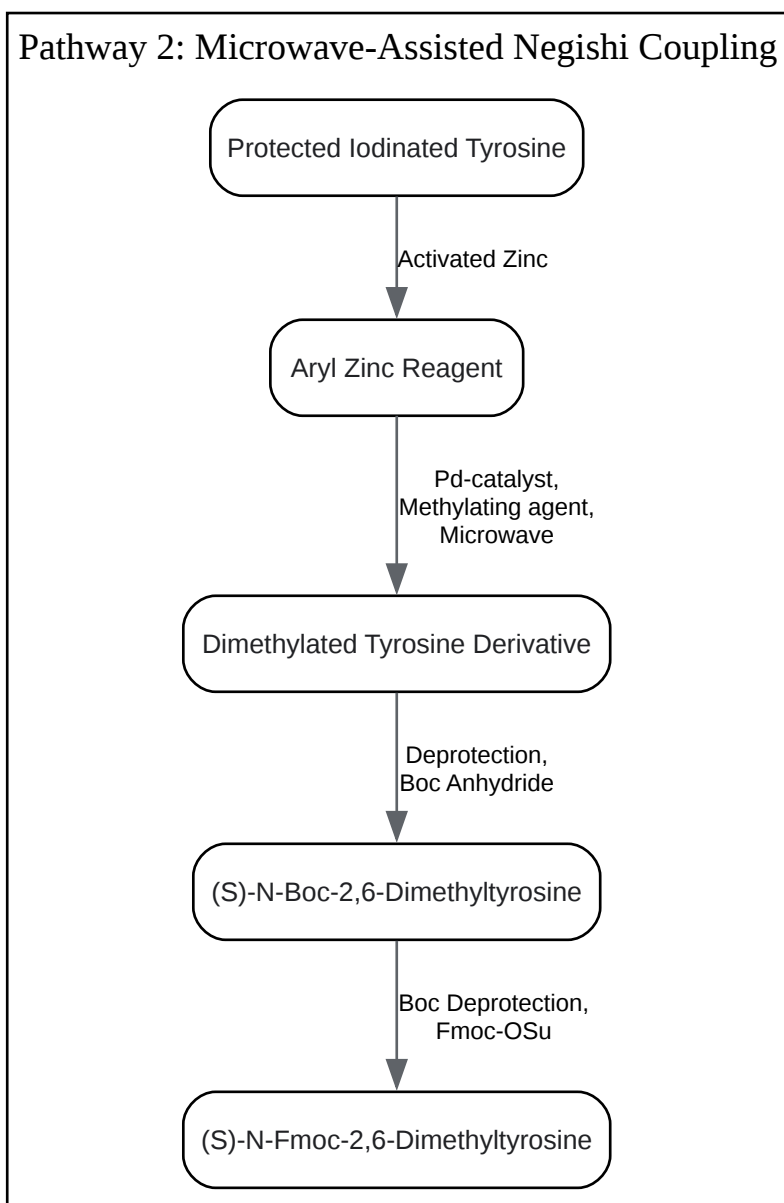 Pathway 2: Microwave-Assisted Negishi Coupling
Protected Iodinated Tyrosine
Activated Zinc
Aryl Zinc Reagent
Pd-catalyst,
Methylating agent,
Microwave
Dimethylated Tyrosine Derivative
Deprotection,
Boc Anhydride
(S)-N-Boc-2,6-Dimethyltyrosine
Boc Deprotection,
Fmoc-OSu
(S)-N-Fmoc-2,6-Dimethyltyrosine